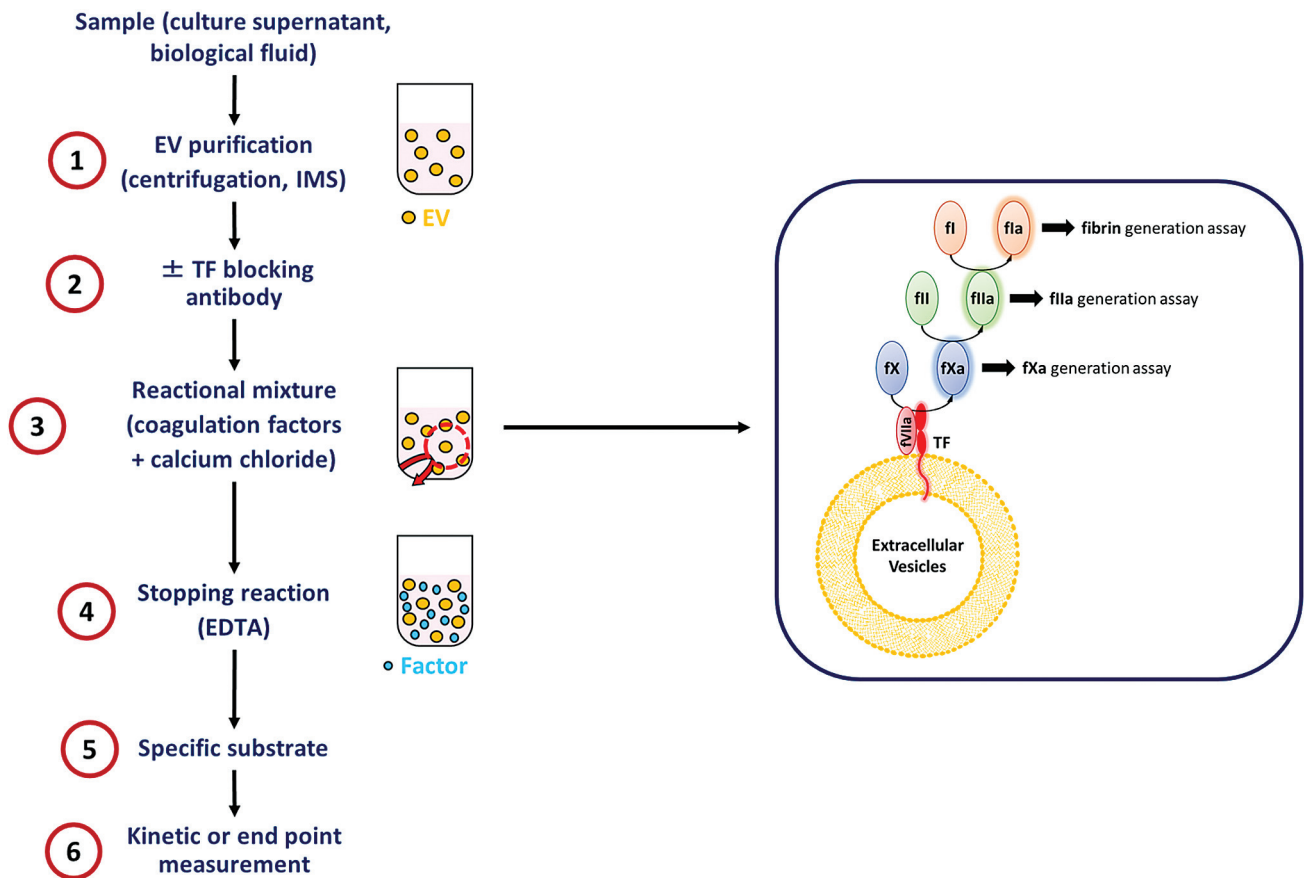 Sample (culture supernatant,
biological fluid)
1
EV purification
(centrifugation, IMS)
EV
2
± TF blocking
antibody
3
Reactional mixture
(coagulation factors
+ calcium chloride)
4
Stopping reaction
(EDTA)
Factor
5
Specific substrate
6
Kinetic or end point
measurement
fI
fIa
fibrin generation assay
fII
fIIa
fIIa generation assay
fX
fXa
fXa generation assay
fVIIa
TF
Extracellular
Vesicles